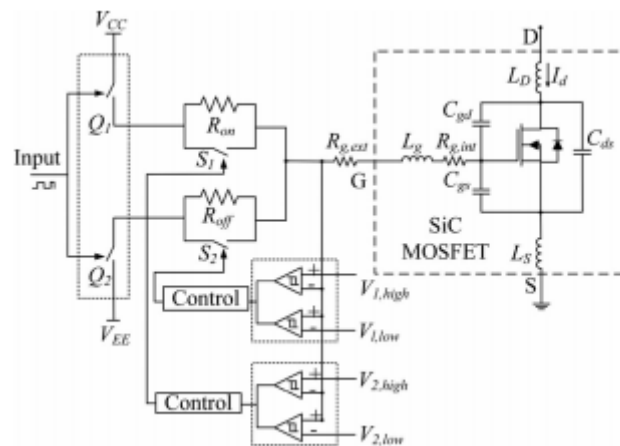 V_CC
D
L_D
I_d
Q_1
R_on
C_gd
C_ds
R_g,ext
L_g
R_g,int
Input
S_1
G
C_gs
R_off
SiC
MOSFET
Q_2
S_2
L_S
Control
V_1,high
S
V_EE
V_1,low
V_2,high
Control
V_2,low
+
-
+
-
+
-
+
-